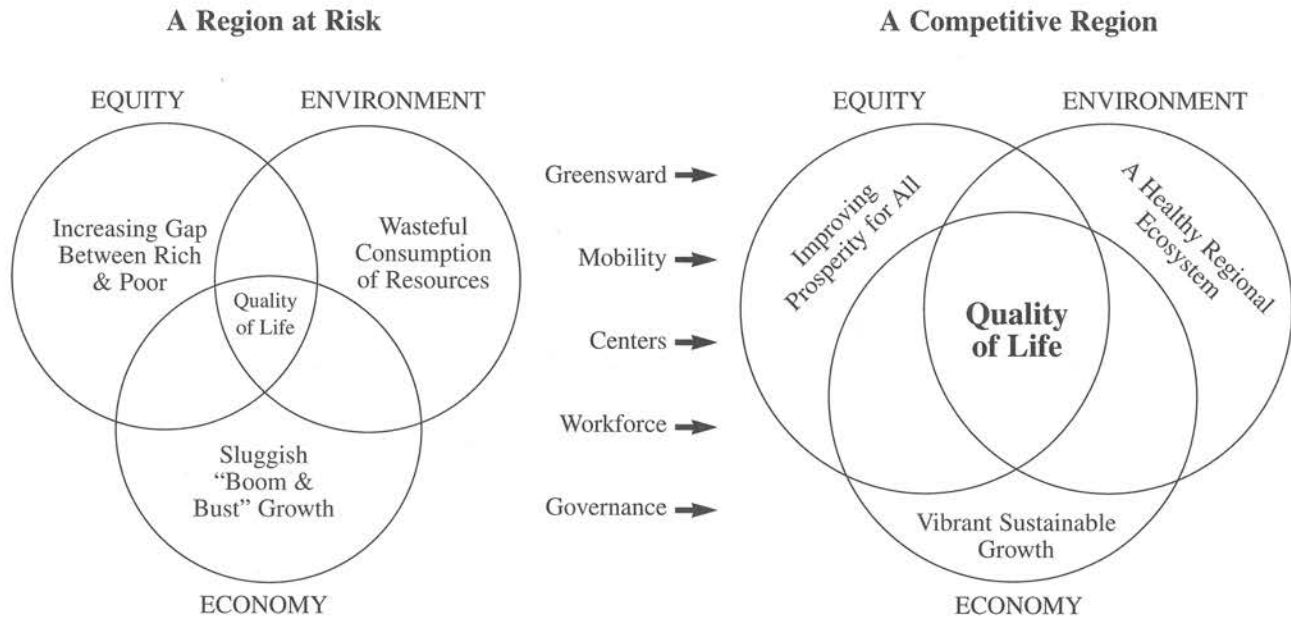 A Region at Risk
EQUITY
ENVIRONMENT
Increasing Gap
Between Rich
& Poor
Wasteful
Consumption
of Resources
Quality
of Life
Sluggish
“Boom &
Bust” Growth
ECONOMY
Greensward
Mobility
Centers
Workforce
Governance
A Competitive Region
EQUITY
ENVIRONMENT
Improving
Prosperity for All
A Healthy Regional
Ecosystem
Quality
of Life
Vibrant Sustainable
Growth
ECONOMY